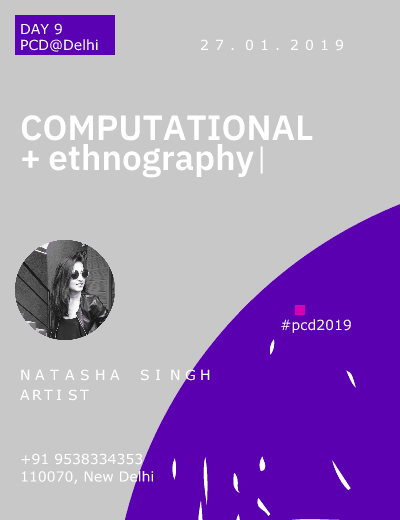 DAY 9
PCD@Delhi
27.01.2019
COMPUTATIONAL
+ ethnography|
#pcd2019
NATASHA SINGH
ARTIST
+91 9538334353
110070, New Delhi